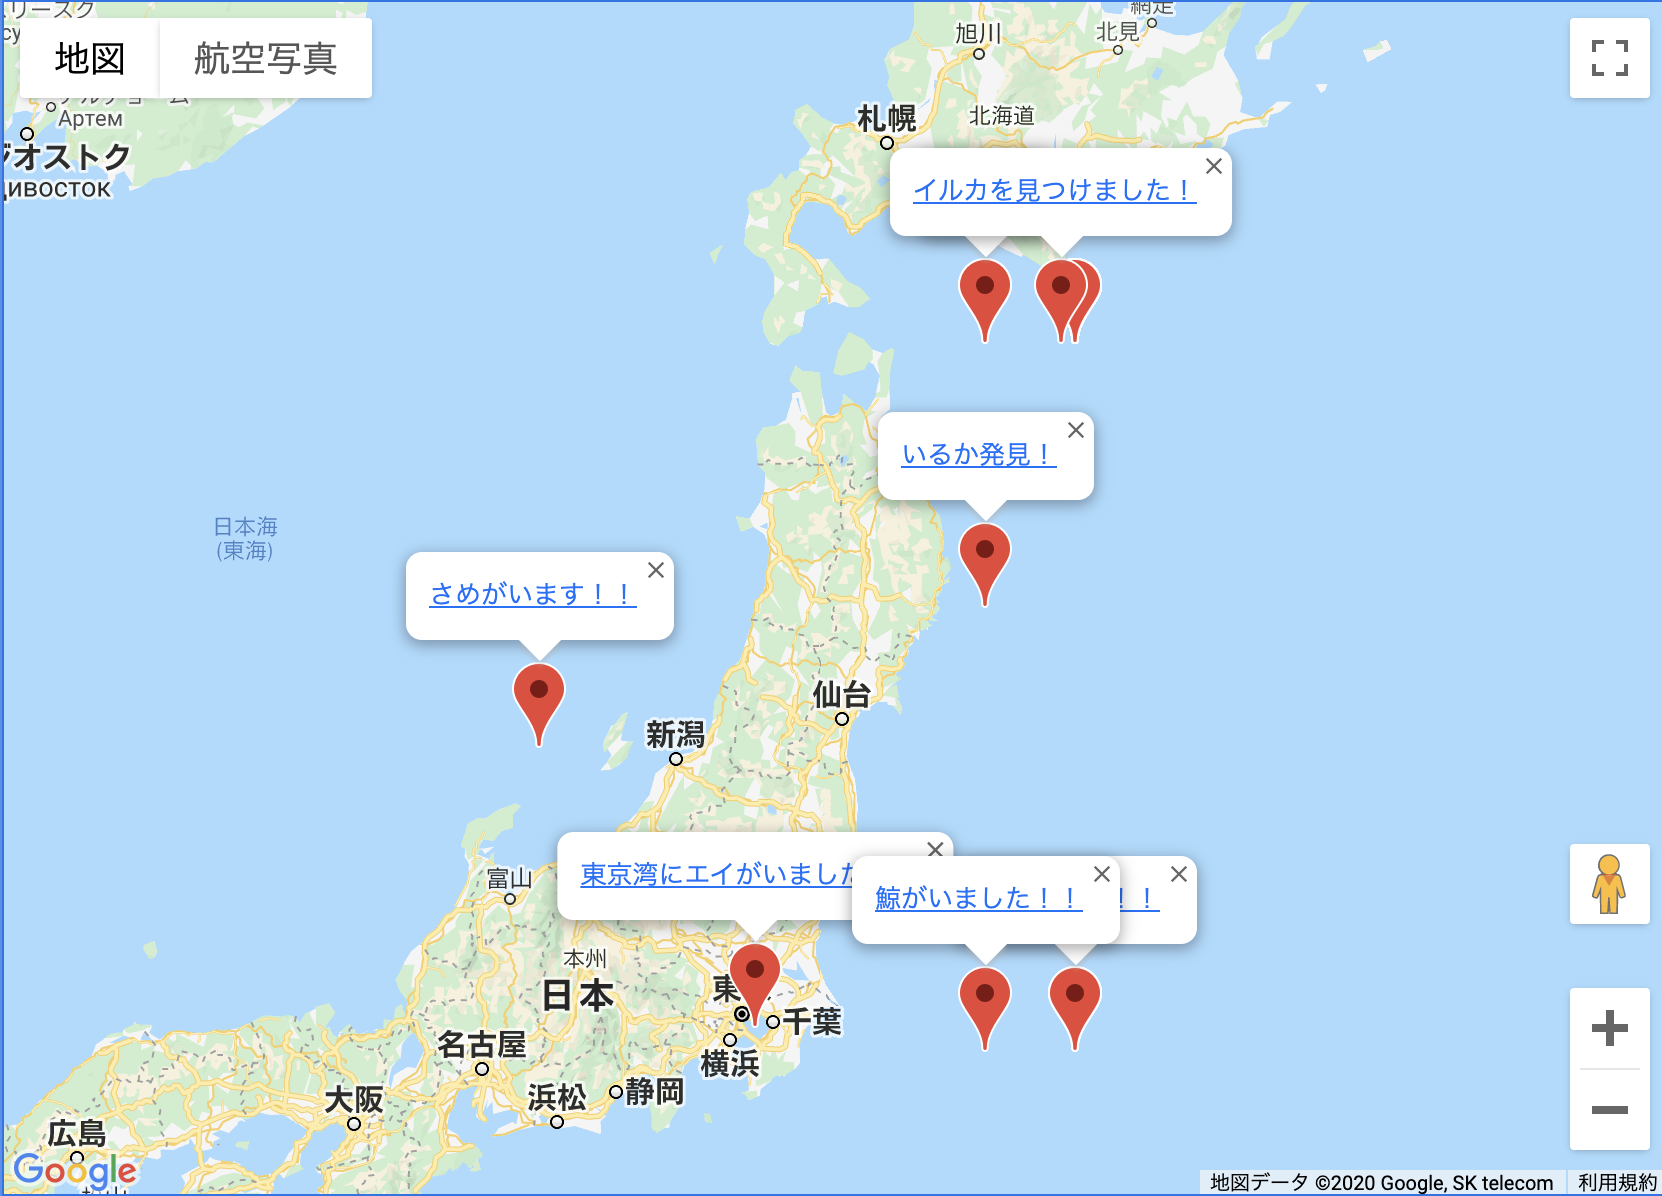 地図
航空写真
Артем
ジオストク
ивосток
旭川
北見
網走
札幌
北海道
イルカを見つけました！
いるか発見！
日本海
(東海)
さめがいます！！
仙台
新潟
東京湾にエイがいました
鯨がいました！！
！！
富山
本州
日本
東
千葉
名古屋
横浜
静岡
浜松
大阪
広島
Google
地図データ ©2020 Google, SK telecom
利用規約